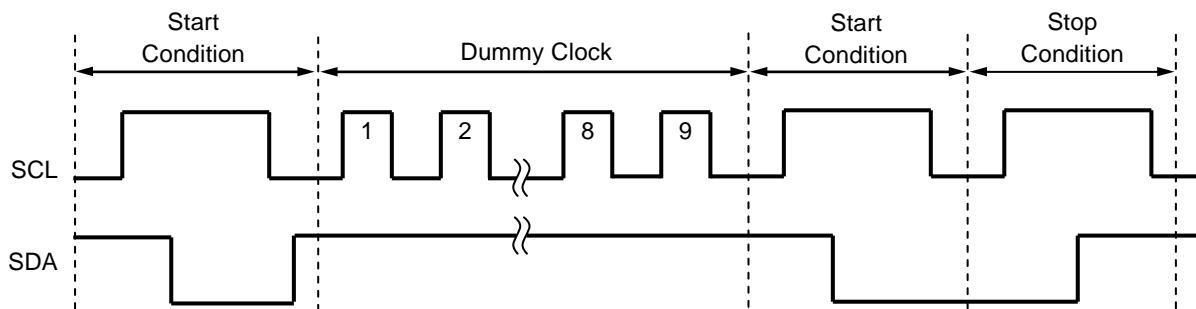 Start
Condition
Dummy Clock
Start
Condition
Stop
Condition
SCL
1
2
8
9
SDA